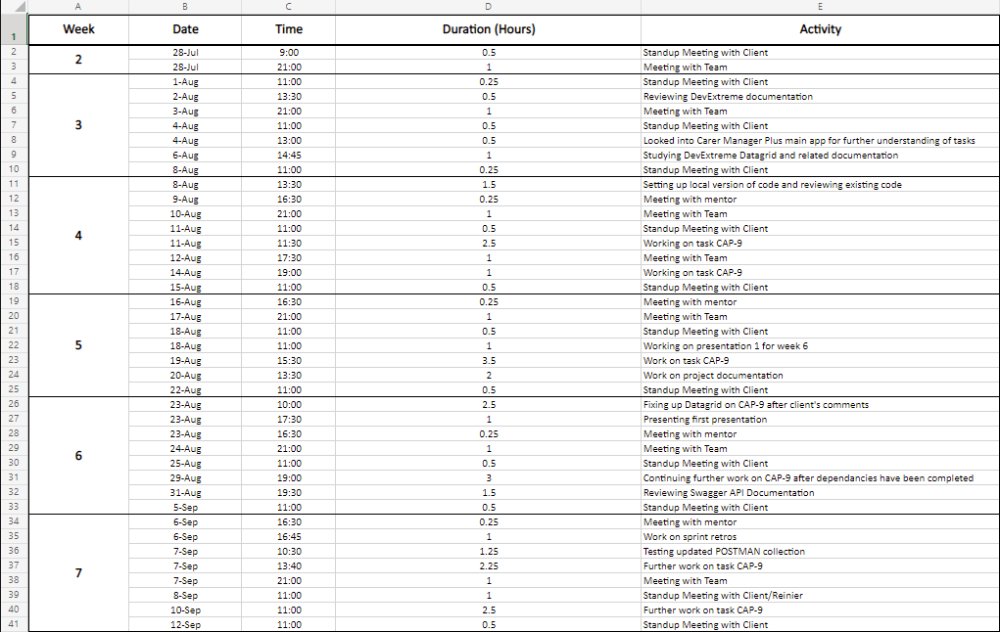 A B C D E
1 Week Date Time Duration (Hours) Activity
2 2 28-Jul 9:00 0.5 Standup Meeting with Client
3 28-Jul 21:00 1 Meeting with Team
4 3 1-Aug 11:00 0.25 Standup Meeting with Client
5 2-Aug 13:30 0.5 Reviewing DevExtreme documentation
6 3-Aug 21:00 1 Meeting with Team
7 4-Aug 11:00 0.5 Standup Meeting with Client
8 4-Aug 13:00 0.5 Looked into Carer Manager Plus main app for further understanding of tasks
9 6-Aug 14:45 1 Studying DevExtreme Datagrid and related documentation
10 8-Aug 11:00 0.25 Standup Meeting with Client
11 4 8-Aug 13:30 1.5 Setting up local version of code and reviewing existing code
12 9-Aug 16:30 0.25 Meeting with mentor
13 10-Aug 21:00 1 Meeting with Team
14 11-Aug 11:00 0.5 Standup Meeting with Client
15 11-Aug 11:30 2.5 Working on task CAP-9
16 12-Aug 17:30 1 Meeting with Team
17 14-Aug 19:00 1 Working on task CAP-9
18 15-Aug 11:00 0.5 Standup Meeting with Client
19 5 16-Aug 16:30 0.25 Meeting with mentor
20 17-Aug 21:00 1 Meeting with Team
21 18-Aug 11:00 0.5 Standup Meeting with Client
22 18-Aug 11:00 1 Working on presentation 1 for week 6
23 19-Aug 15:30 3.5 Work on task CAP-9
24 20-Aug 13:30 2 Work on project documentation
25 22-Aug 11:00 0.5 Standup Meeting with Client
26 6 23-Aug 10:00 2.5 Fixing up Datagrid on CAP-9 after client's comments
27 23-Aug 17:30 1 Presenting first presentation
28 23-Aug 16:30 0.25 Meeting with mentor
29 24-Aug 21:00 1 Meeting with Team
30 25-Aug 11:00 0.5 Standup Meeting with Client
31 29-Aug 19:00 3 Continuing further work on CAP-9 after dependancies have been completed
32 31-Aug 19:30 1.5 Reviewing Swagger API Documentation
33 5-Sep 11:00 0.5 Standup Meeting with Client
34 7 6-Sep 16:30 0.25 Meeting with mentor
35 6-Sep 16:45 1 Work on sprint retros
36 7-Sep 10:30 1.25 Testing updated POSTMAN collection
37 7-Sep 13:40 2.25 Further work on task CAP-9
38 7-Sep 21:00 1 Meeting with Team
39 8-Sep 11:00 1 Standup Meeting with Client/Reinier
40 10-Sep 11:00 2.5 Further work on task CAP-9
41 12-Sep 11:00 0.5 Standup Meeting with Client